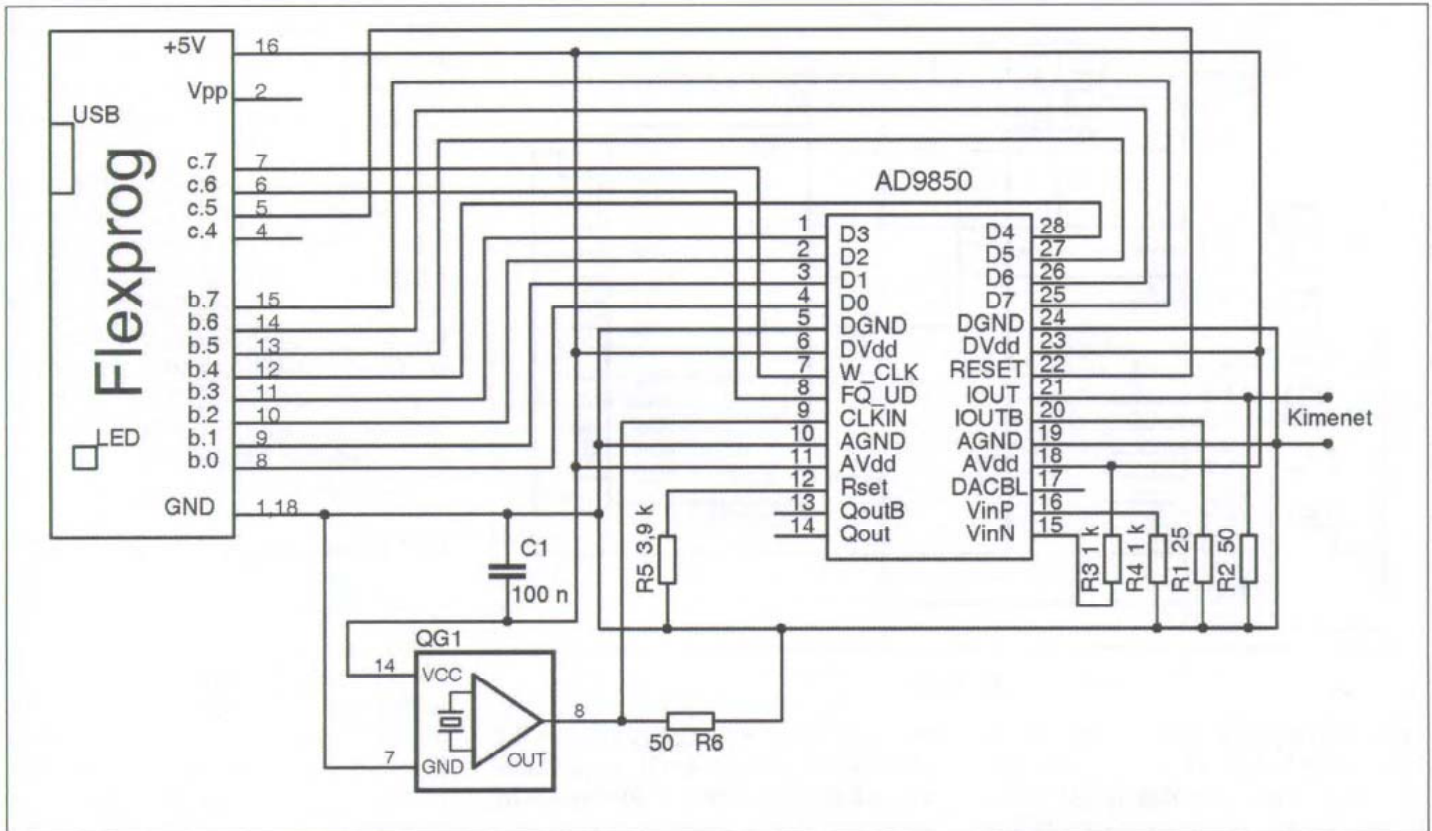 +5V 16
Vpp 2
USB
Flexprog
c.7 7
c.6 6
c.5 5
c.4 4
b.7 15
b.6 14
b.5 13
b.4 12
b.3 11
b.2 10
b.1 9
b.0 8
LED
GND 1,18
AD9850
1 D3 D4 28
2 D2 D5 27
3 D1 D6 26
4 D0 D7 25
5 DGND DGND 24
6 DVdd DVdd 23
7 W_CLK RESET 22
8 FQ_UD IOUT 21
9 CLKIN IOUTB 20
10 AGND AGND 19
11 AVdd AVdd 18
12 Rset DACBL 17
13 QoutB VinP 16
14 Qout VinN 15
Kimenet
C1
100 n
R5 3,9 k
R3 1 k
R4 1 k
R1 25
R2 50
QG1
14 VCC
7 GND
OUT 8
50 R6